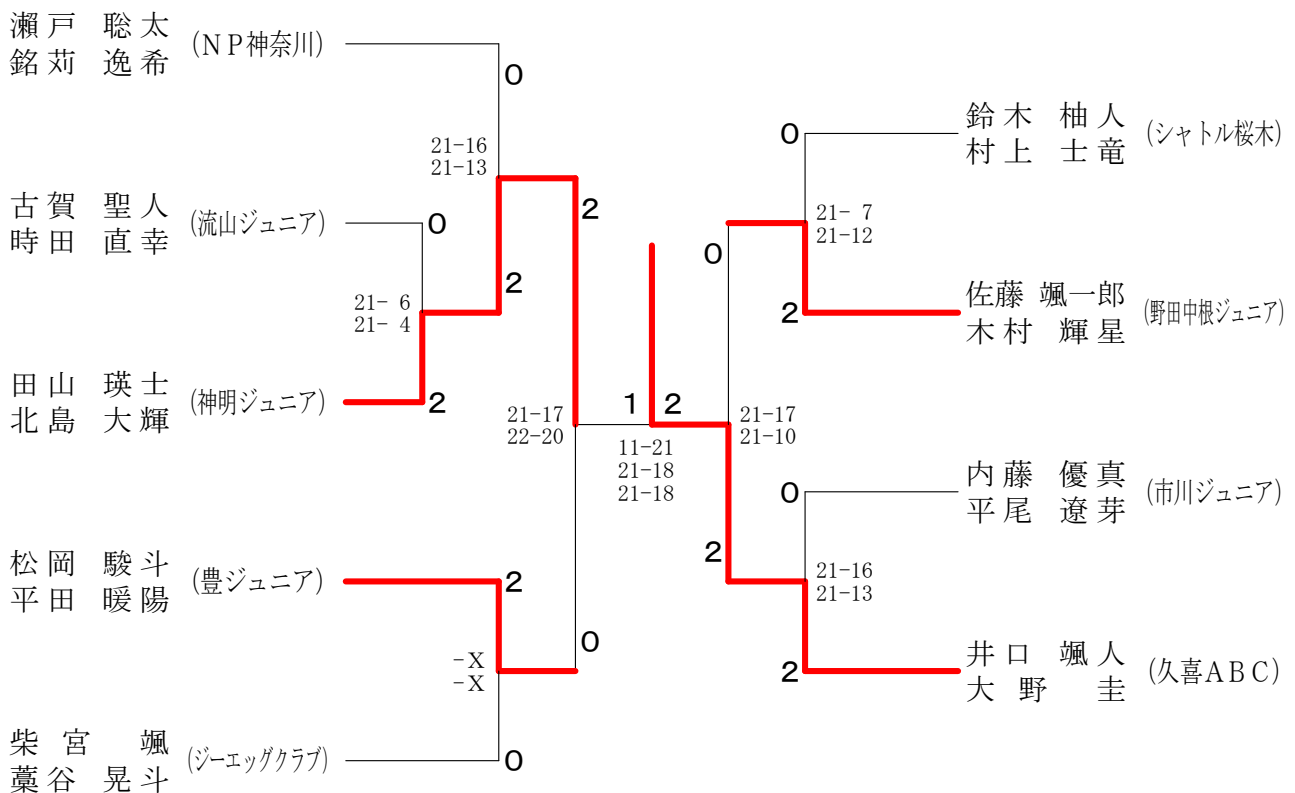 瀬戸 聡太
銘苅 逸希
(ＮＰ神奈川)
0
21-16
21-13
古賀 聖人
時田 直幸
(流山ジュニア)
0
2
2
21- 6
21- 4
田山 瑛士
北島 大輝
(神明ジュニア)
2
21-17
22-20
松岡 駿斗
平田 暖陽
(豊ジュニア)
2
0
-X
-X
柴宮 颯
藁谷 晃斗
(ジーエッグクラブ)
0
1
2
11-21
21-18
21-18
0
鈴木 柚人
村上 士竜
(シャトル桜木)
21- 7
21-12
0
2
佐藤 颯一郎
木村 輝星
(野田中根ジュニア)
21-17
21-10
0
内藤 優真
平尾 遼芽
(市川ジュニア)
2
21-16
21-13
2
井口 颯人
大野 圭
(久喜ＡＢＣ)